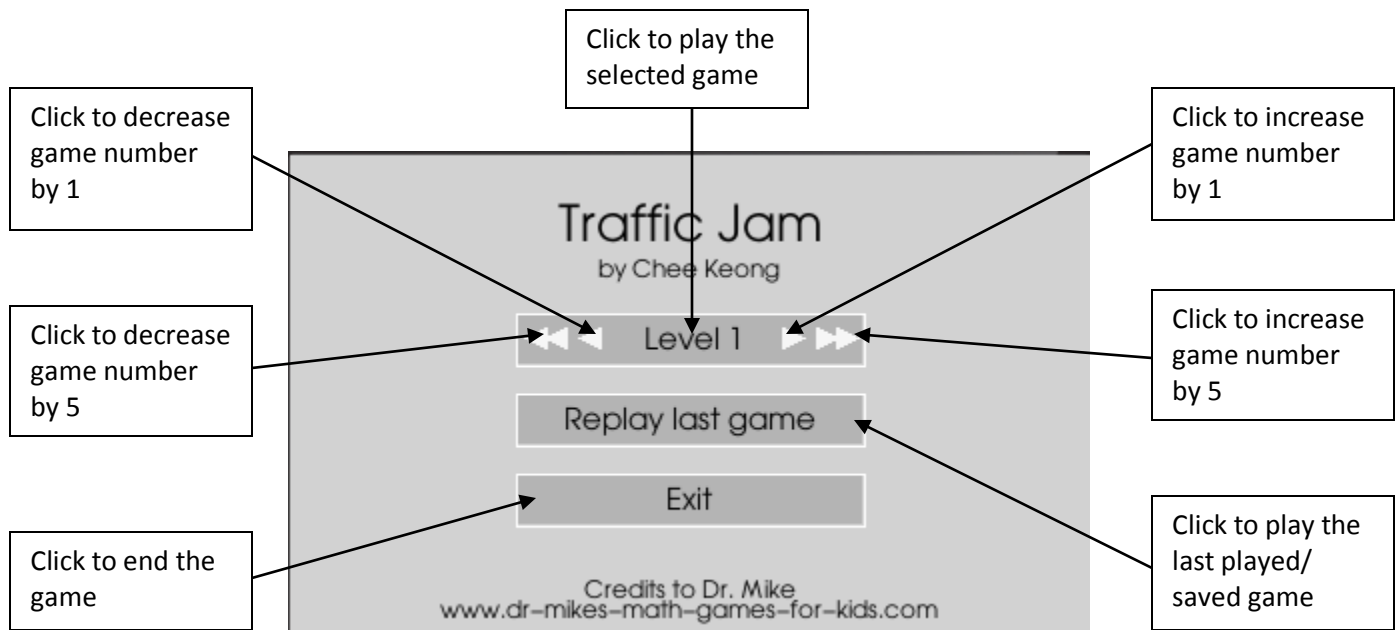 Click to play the
selected game
Click to decrease
game number
by 1
Click to increase
game number
by 1
Traffic Jam
by Chee Keong
Click to decrease
game number
by 5
Level 1
Click to increase
game number
by 5
Replay last game
Exit
Click to end the
game
Click to play the
last played/
saved game
Credits to Dr. Mike
www.dr-mikes-math-games-for-kids.com